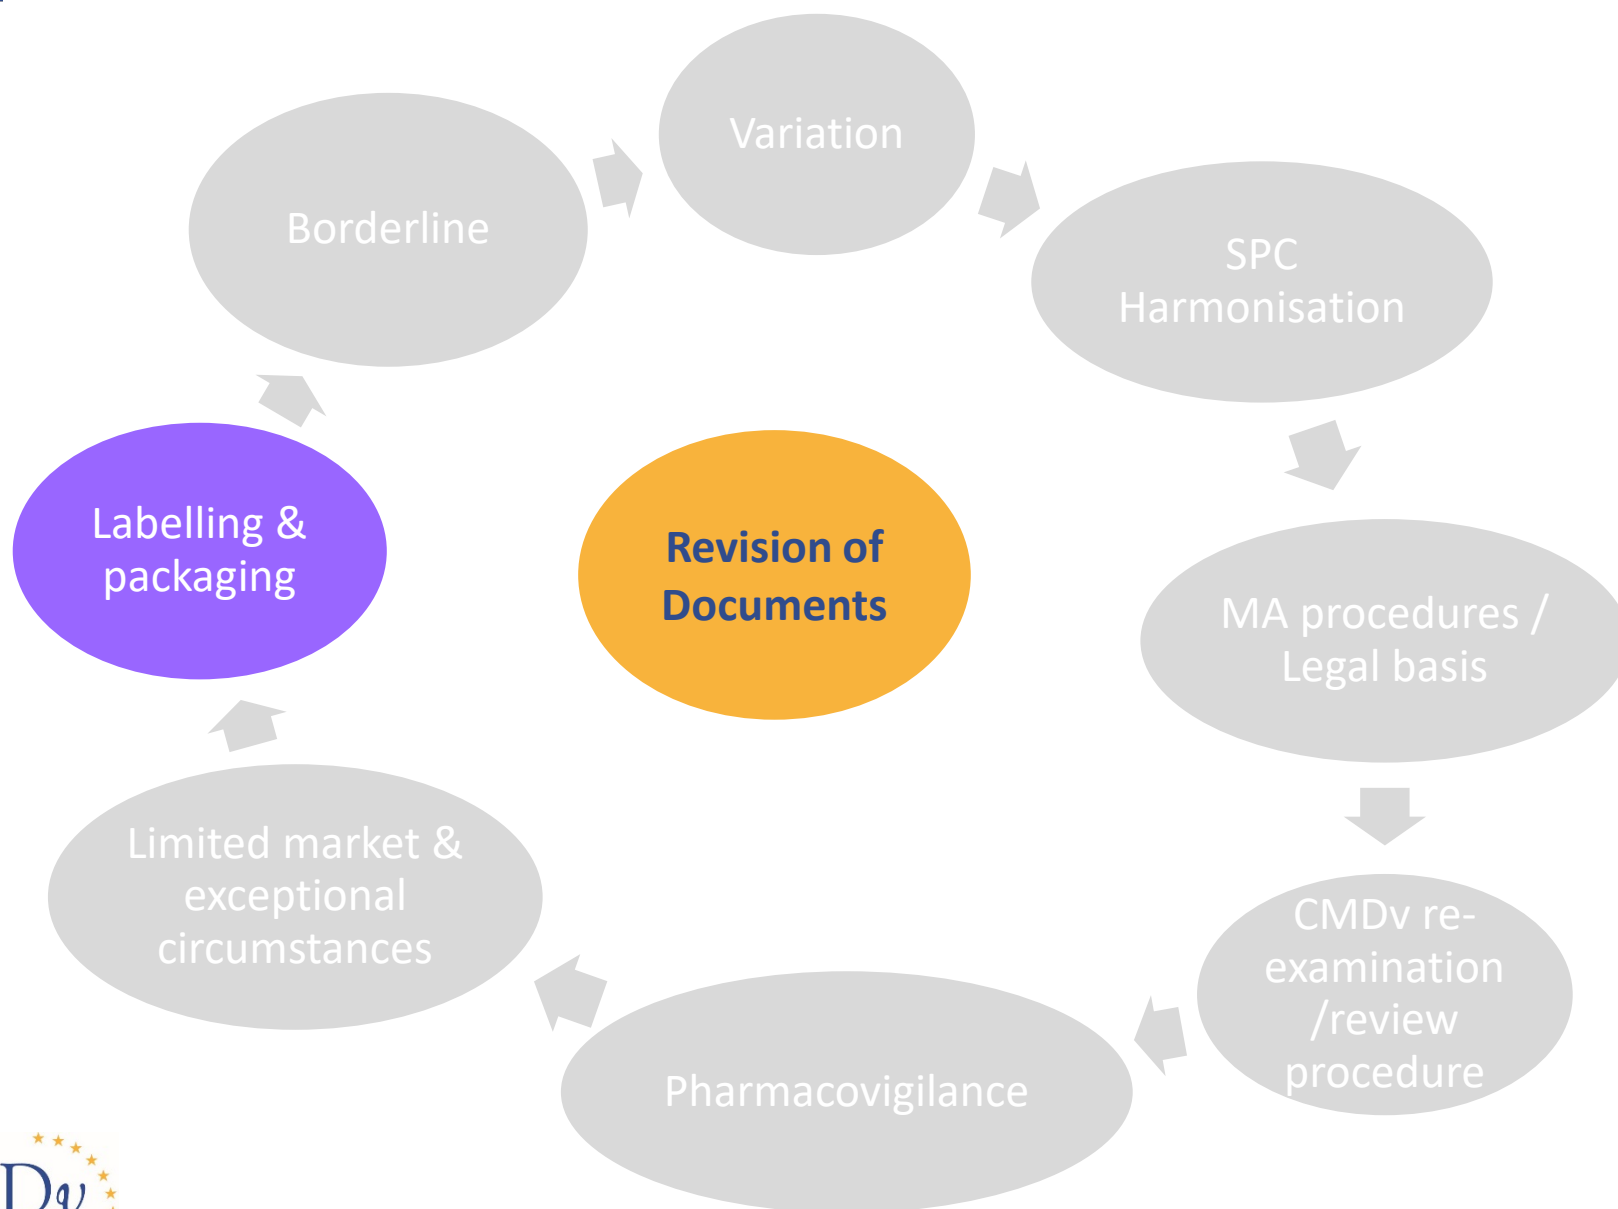 Variation
Borderline
SPC
Harmonisation
Labelling &
packaging
Revision of
Documents
MA procedures /
Legal basis
Limited market &
exceptional
circumstances
CMDv re-
examination
/review
procedure
Pharmacovigilance
Dv